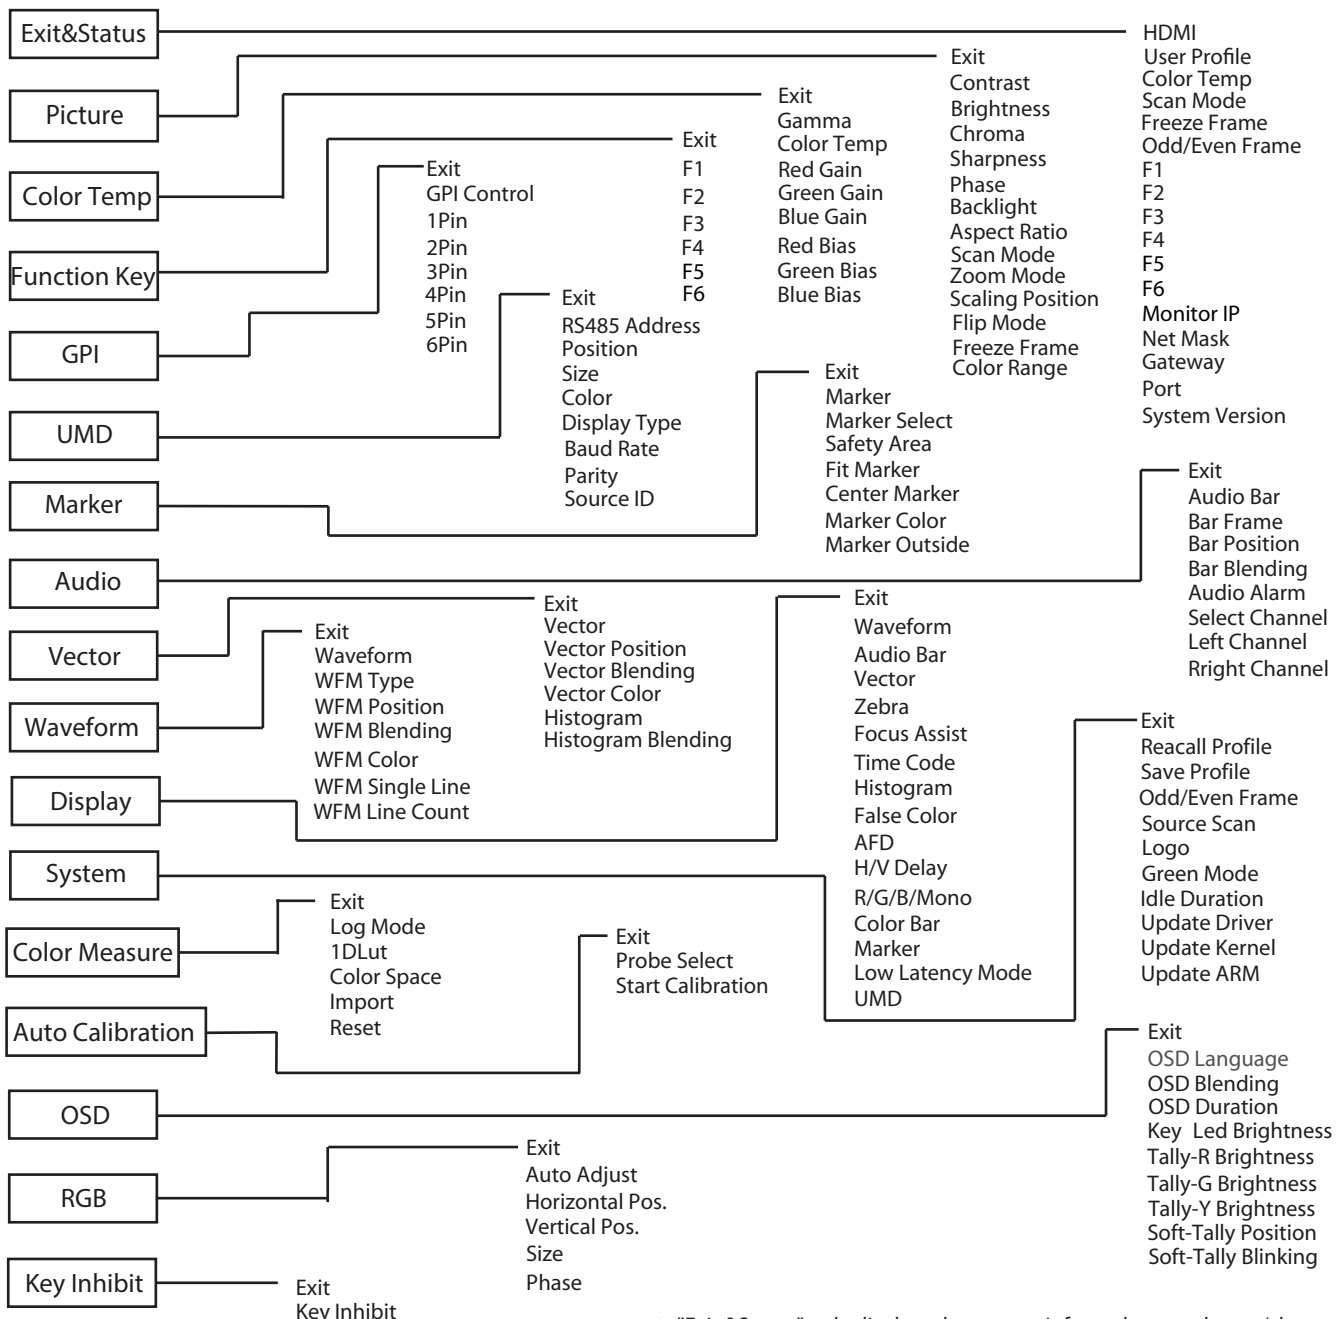 Exit&Status
HDMI
User Profile
Color Temp
Scan Mode
Freeze Frame
Odd/Even Frame
F1
F2
F3
F4
F5
F6
Monitor IP
Net Mask
Gateway
Port
System Version
Picture
Exit
Contrast
Brightness
Chroma
Sharpness
Phase
Backlight
Aspect Ratio
Scan Mode
Zoom Mode
Scaling Position
Flip Mode
Freeze Frame
Color Range
Color Temp
Exit
Gamma
Color Temp
Red Gain
Green Gain
Blue Gain
Red Bias
Green Bias
Blue Bias
Function Key
Exit
F1
F2
F3
F4
F5
F6
GPI
Exit
GPI Control
1Pin
2Pin
3Pin
4Pin
5Pin
6Pin
UMD
Exit
RS485 Address
Position
Size
Color
Display Type
Baud Rate
Parity
Source ID
Marker
Exit
Marker
Marker Select
Safety Area
Fit Marker
Center Marker
Marker Color
Marker Outside
Audio
Exit
Audio Bar
Bar Frame
Bar Position
Bar Blending
Audio Alarm
Select Channel
Left Channel
Rright Channel
Vector
Exit
Vector
Vector Position
Vector Blending
Vector Color
Histogram
Histogram Blending
Waveform
Exit
Waveform
WFM Type
WFM Position
WFM Blending
WFM Color
WFM Single Line
WFM Line Count
Display
Exit
Waveform
Audio Bar
Vector
Zebra
Focus Assist
Time Code
Histogram
False Color
AFD
H/V Delay
R/G/B/Mono
Color Bar
Marker
Low Latency Mode
UMD
System
Exit
Reacall Profile
Save Profile
Odd/Even Frame
Source Scan
Logo
Green Mode
Idle Duration
Update Driver
Update Kernel
Update ARM
Color Measure
Exit
Log Mode
1DLut
Color Space
Import
Reset
Auto Calibration
Exit
Probe Select
Start Calibration
OSD
Exit
OSD Language
OSD Blending
OSD Duration
Key Led Brightness
Tally-R Brightness
Tally-G Brightness
Tally-Y Brightness
Soft-Tally Position
Soft-Tally Blinking
RGB
Exit
Auto Adjust
Horizontal Pos.
Vertical Pos.
Size
Phase
Key Inhibit
Exit
Key Inhibit